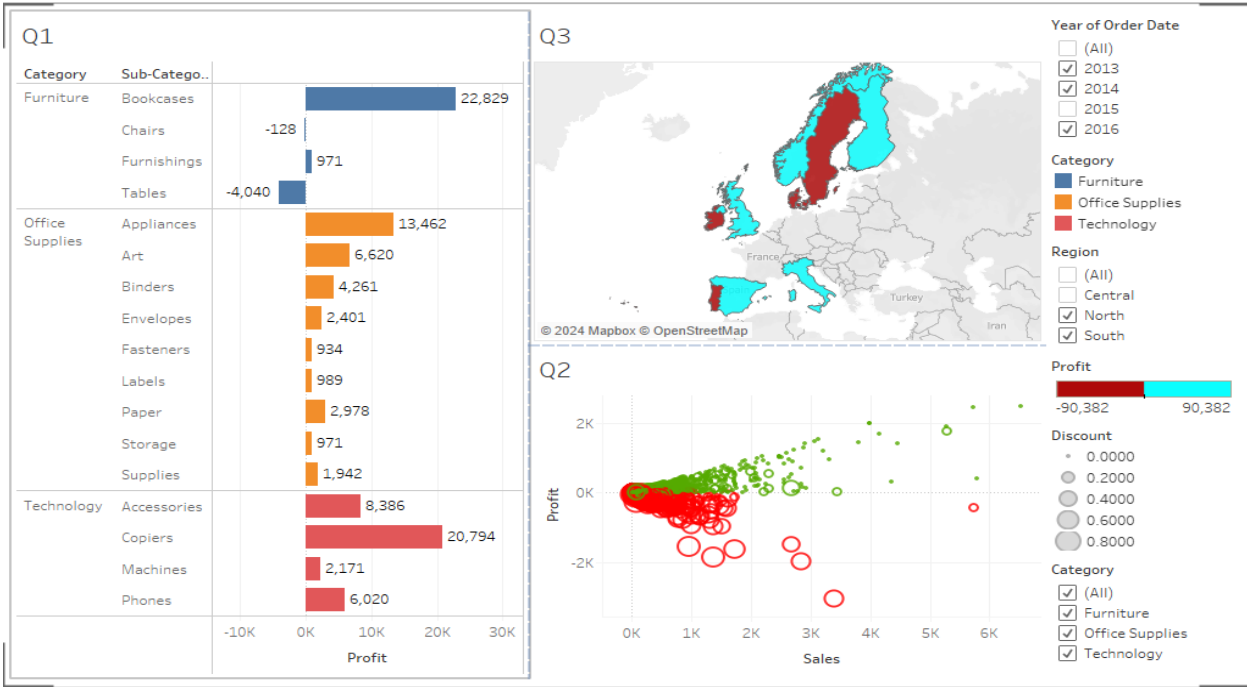 Q1
Category Sub-Catego..
Furniture Bookcases 22,829
Chairs -128
Furnishings 971
Tables -4,040
Office Supplies Appliances 13,462
Art 6,620
Binders 4,261
Envelopes 2,401
Fasteners 934
Labels 989
Paper 2,978
Storage 971
Supplies 1,942
Technology Accessories 8,386
Copiers 20,794
Machines 2,171
Phones 6,020
-10K 0K 10K 20K 30K
Profit
Q3
France
Turkey
Iran
© 2024 Mapbox © OpenStreetMap
Q2
2K
0K
-2K
Profit
0K 1K 2K 3K 4K 5K 6K
Sales
Year of Order Date
(All)
2013
2014
2015
2016
Category
Furniture
Office Supplies
Technology
Region
(All)
Central
North
South
Profit
-90,382 90,382
Discount
0.0000
0.2000
0.4000
0.6000
0.8000
Category
(All)
Furniture
Office Supplies
Technology